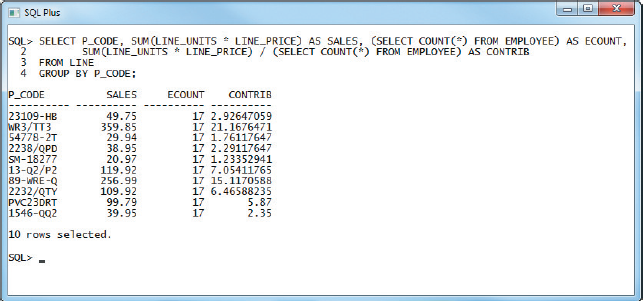 SQL Plus
SQL> SELECT P_CODE, SUM(LINE_UNITS * LINE_PRICE) AS SALES, (SELECT COUNT(*) FROM EMPLOYEE) AS ECOUNT,
2 SUM(LINE_UNITS * LINE_PRICE) / (SELECT COUNT(*) FROM EMPLOYEE) AS CONTRIB
3 FROM LINE
4 GROUP BY P_CODE;
P_CODE SALES ECOUNT CONTRIB
---------- ---------- ---------- ----------
23109-HB 49.75 17 2.92647059
WR3/TT3 359.85 17 21.1676471
54778-2T 29.94 17 1.76117647
2238/QPD 38.95 17 2.29117647
SM-18277 20.97 17 1.23352941
13-Q2/P2 119.92 17 7.05411765
89-WRE-Q 256.99 17 15.1170588
2232/QTY 109.92 17 6.46588235
PVC23DRT 99.79 17 5.87
1546-QQ2 39.95 17 2.35
10 rows selected.
SQL> _